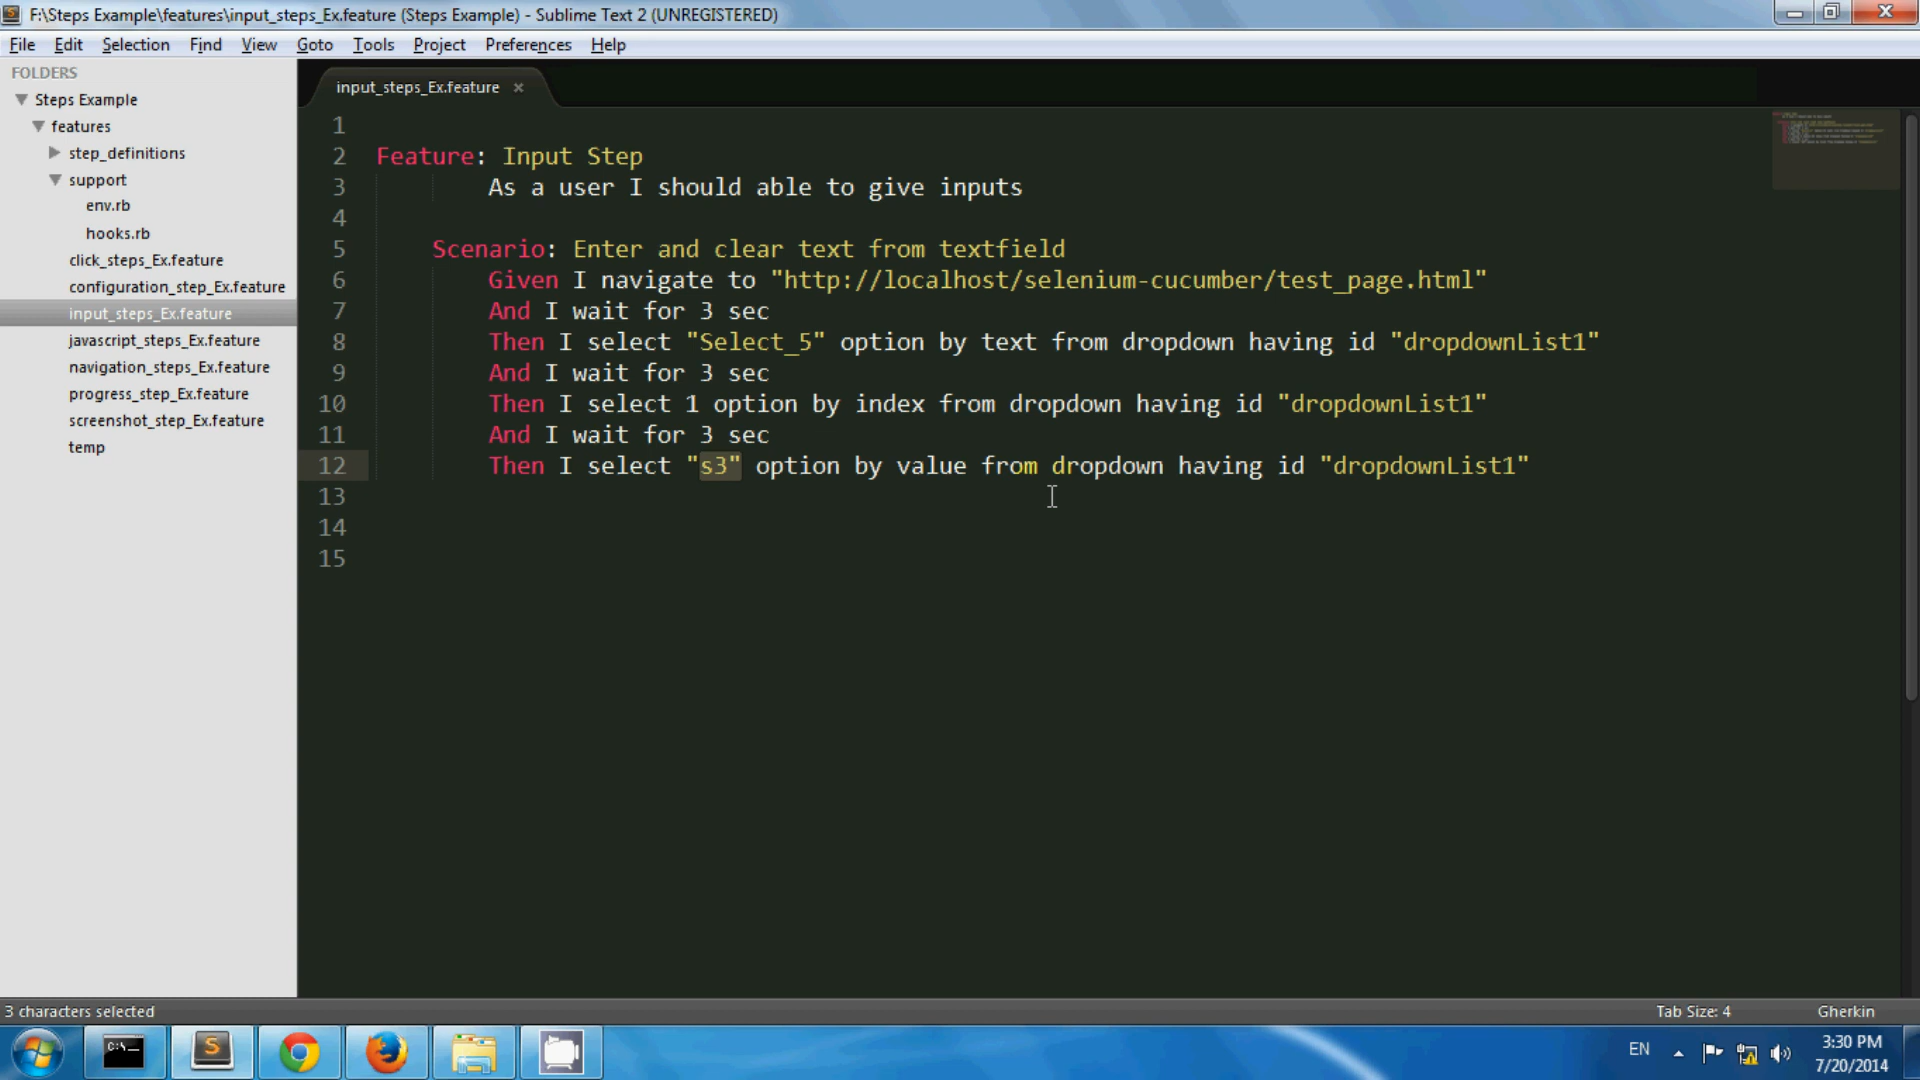 F:\Steps Example\features\input_steps_Ex.feature (Steps Example) - Sublime Text 2 (UNREGISTERED)
File Edit Selection Find View Goto Tools Project Preferences Help
FOLDERS
Steps Example
features
step_definitions
support
env.rb
hooks.rb
click_steps_Ex.feature
configuration_step_Ex.feature
input_steps_Ex.feature
javascript_steps_Ex.feature
navigation_steps_Ex.feature
progress_step_Ex.feature
screenshot_step_Ex.feature
temp
input_steps_Ex.feature ×
1
2 Feature: Input Step
3 As a user I should able to give inputs
4
5 Scenario: Enter and clear text from textfield
6 Given I navigate to "http://localhost/selenium-cucumber/test_page.html"
7 And I wait for 3 sec
8 Then I select "Select_5" option by text from dropdown having id "dropdownList1"
9 And I wait for 3 sec
10 Then I select 1 option by index from dropdown having id "dropdownList1"
11 And I wait for 3 sec
12 Then I select "s3" option by value from dropdown having id "dropdownList1"
13
14
15
3 characters selected
Tab Size: 4 Gherkin
C:\
EN
3:30 PM
7/20/2014